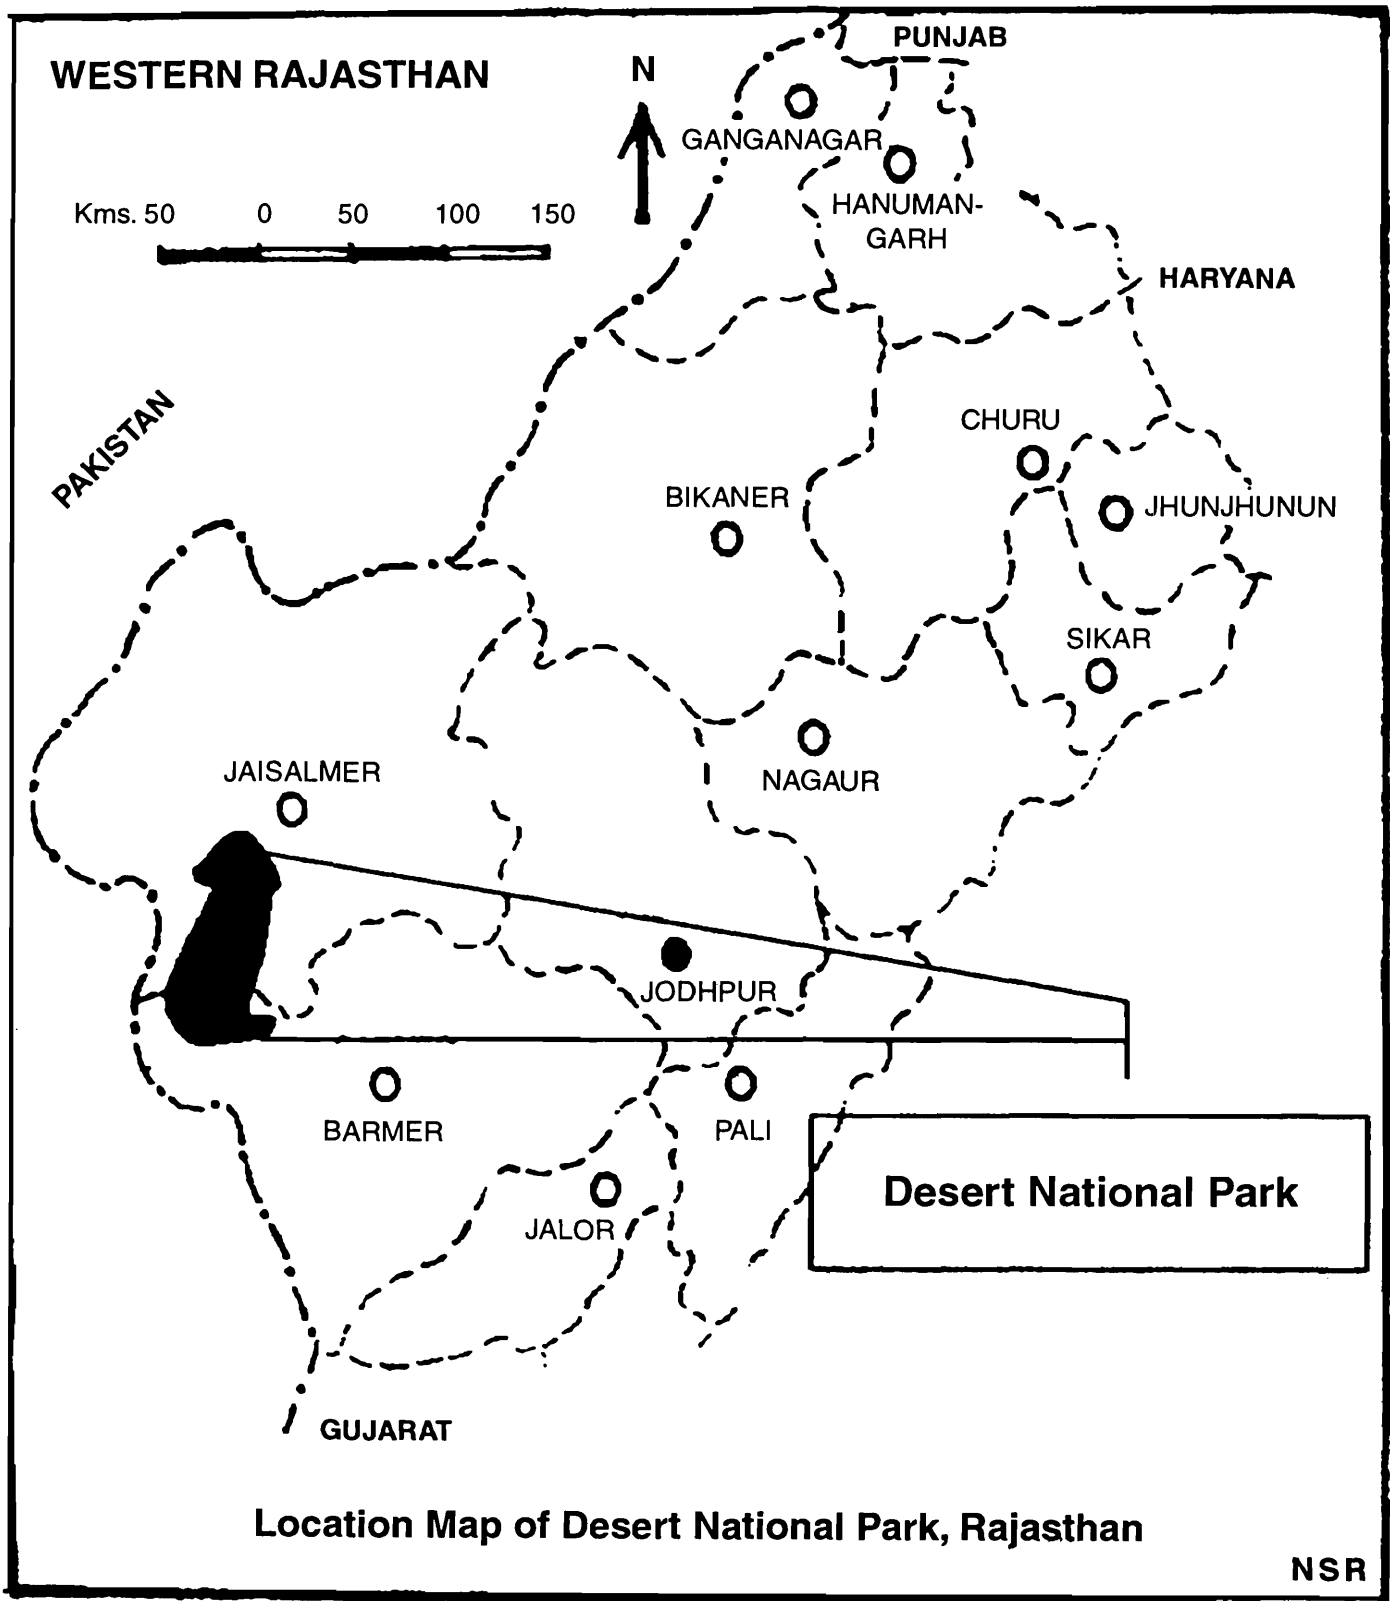 PUNJAB
WESTERN RAJASTHAN
N
GANGANAGAR
Kms. 50 0 50 100 150
HANUMAN-
GARH
HARYANA
PAKISTAN
CHURU
BIKANER
JHUNJHUNUN
SIKAR
JAISALMER
NAGAUR
JODHPUR
BARMER
PALI
Desert National Park
JALOR
GUJARAT
Location Map of Desert National Park, Rajasthan
NSR